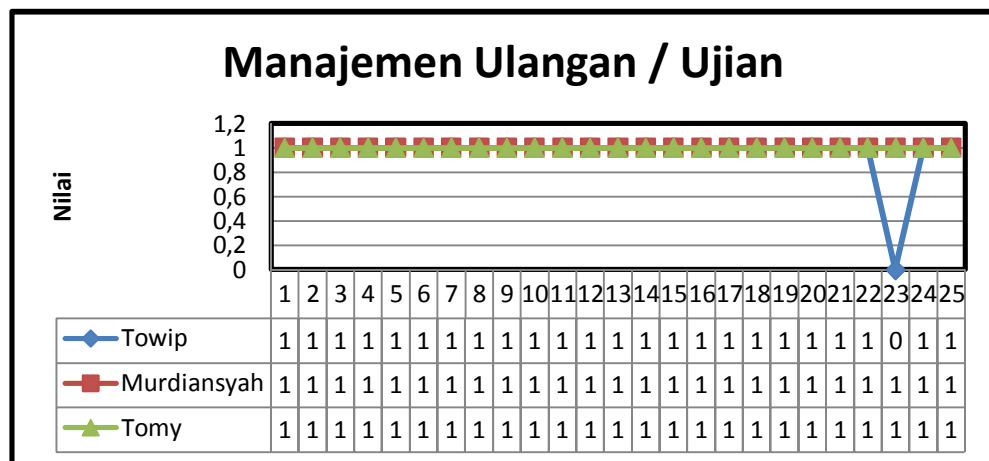 Manajemen Ulangan / Ujian
Nilai
1,2
1
0,8
0,6
0,4
0,2
0
1 2 3 4 5 6 7 8 9 10 11 12 13 14 15 16 17 18 19 20 21 22 23 24 25
Towip 1 1 1 1 1 1 1 1 1 1 1 1 1 1 1 1 1 1 1 1 1 1 0 1 1
Murdiansyah 1 1 1 1 1 1 1 1 1 1 1 1 1 1 1 1 1 1 1 1 1 1 1 1 1
Tomy 1 1 1 1 1 1 1 1 1 1 1 1 1 1 1 1 1 1 1 1 1 1 1 1 1